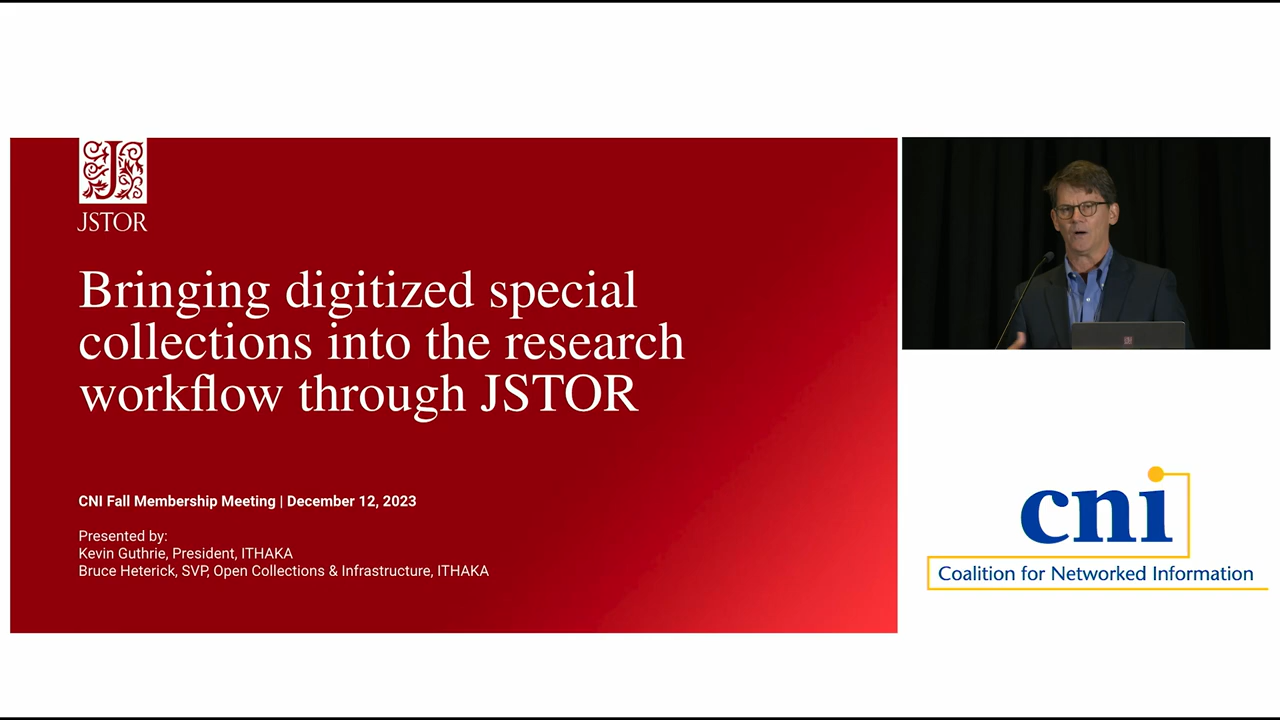 JSTOR
Bringing digitized special
collections into the research
workflow through JSTOR
CNI Fall Membership Meeting | December 12, 2023
Presented by:
Kevin Guthrie, President, ITHAKA
Bruce Heterick, SVP, Open Collections & Infrastructure, ITHAKA
cni
Coalition for Networked Information